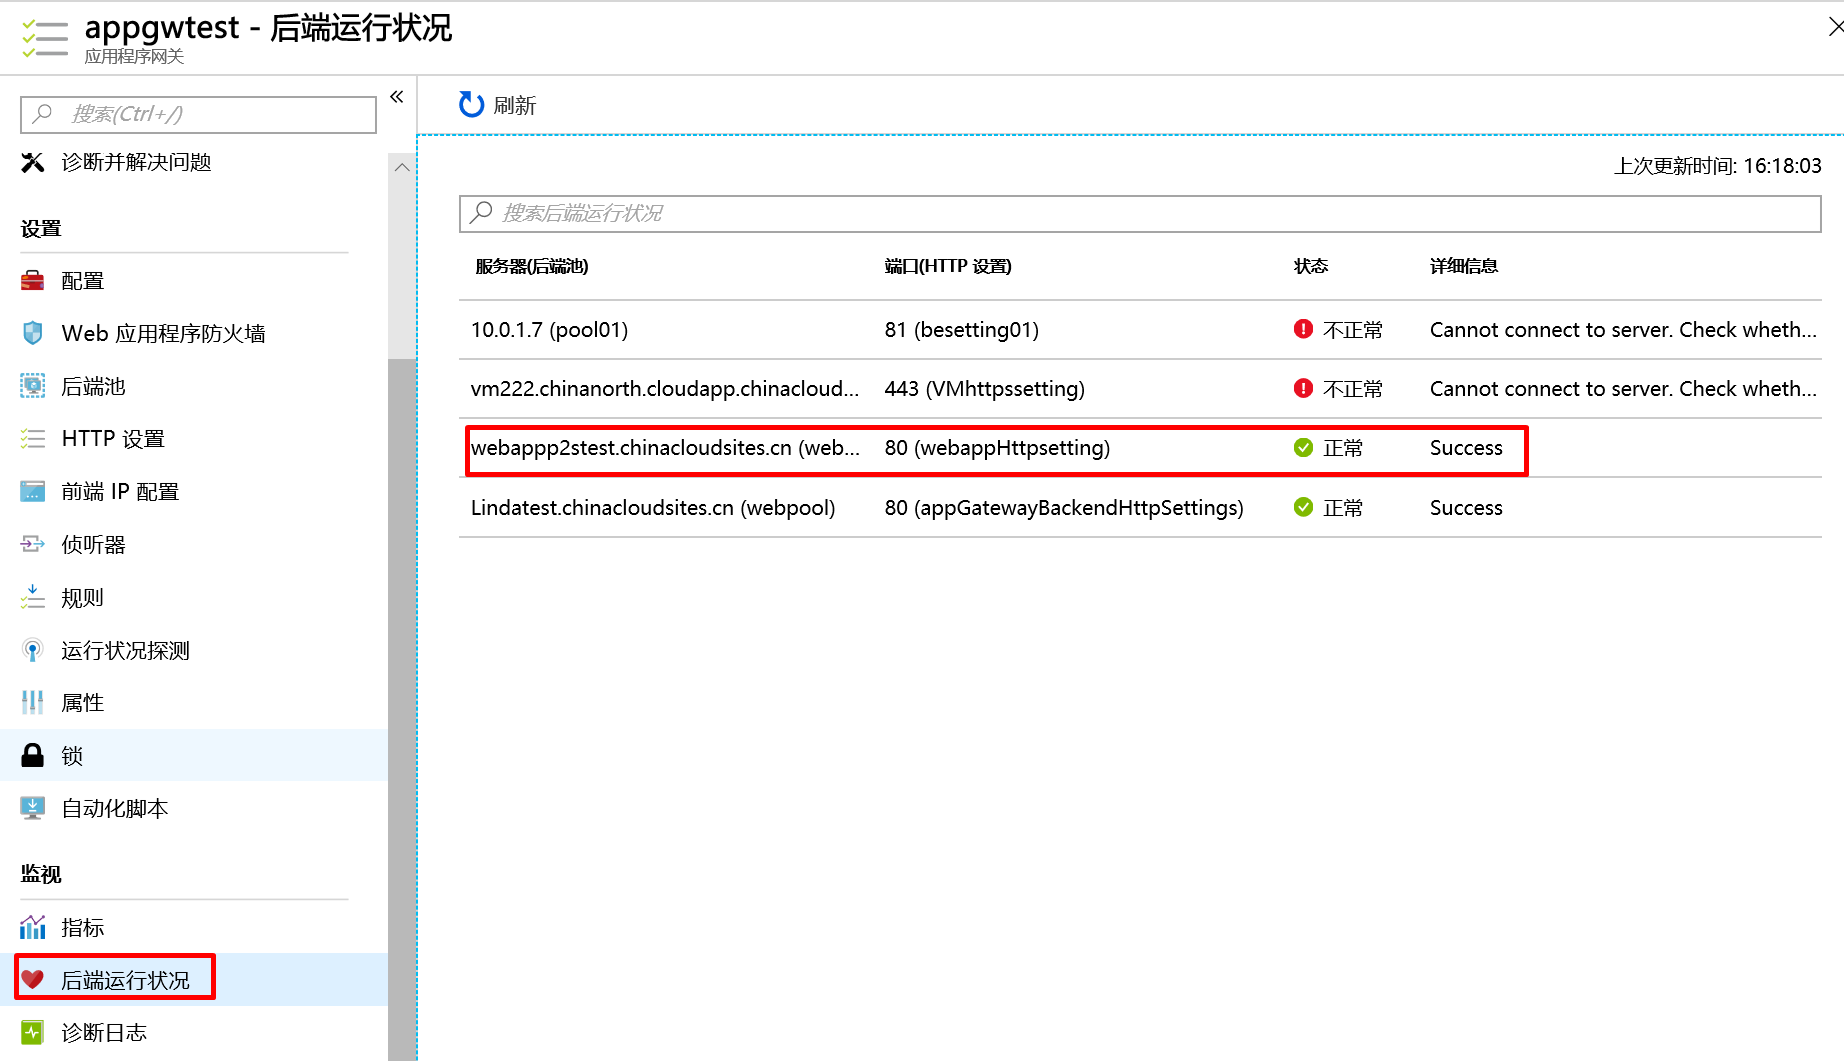 appgwtest - 后端运行状况
应用程序网关
搜索(Ctrl+/)
«
诊断并解决问题
设置
配置
Web 应用程序防火墙
后端池
HTTP 设置
前端 IP 配置
侦听器
规则
运行状况探测
属性
锁
自动化脚本
监视
指标
后端运行状况
诊断日志
刷新
上次更新时间: 16:18:03
搜索后端运行状况
服务器(后端池) 端口(HTTP 设置) 状态 详细信息
10.0.1.7 (pool01) 81 (besetting01) 不正常 Cannot connect to server. Check wheth...
vm222.chinanorth.cloudapp.chinacloud... 443 (VMhttpssetting) 不正常 Cannot connect to server. Check wheth...
webappp2stest.chinacloudsites.cn (web... 80 (webappHttpsetting) 正常 Success
Lindatest.chinacloudsites.cn (webpool) 80 (appGatewayBackendHttpSettings) 正常 Success